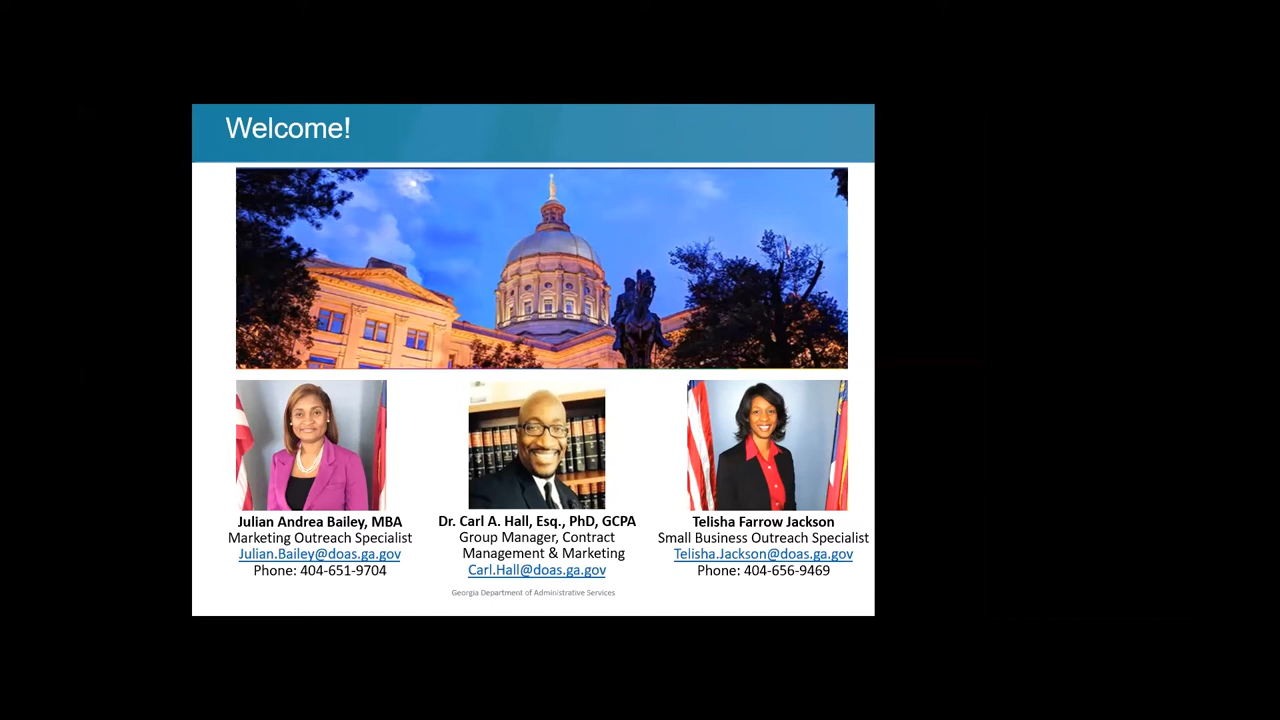 Welcome!
Julian Andrea Bailey, MBA
Marketing Outreach Specialist
Julian.Bailey@doas.ga.gov
Phone: 404-651-9704
Dr. Carl A. Hall, Esq., PhD, GCPA
Group Manager, Contract
Management & Marketing
Carl.Hall@doas.ga.gov
Telisha Farrow Jackson
Small Business Outreach Specialist
Telisha.Jackson@doas.ga.gov
Phone: 404-656-9469
Georgia Department of Administrative Services